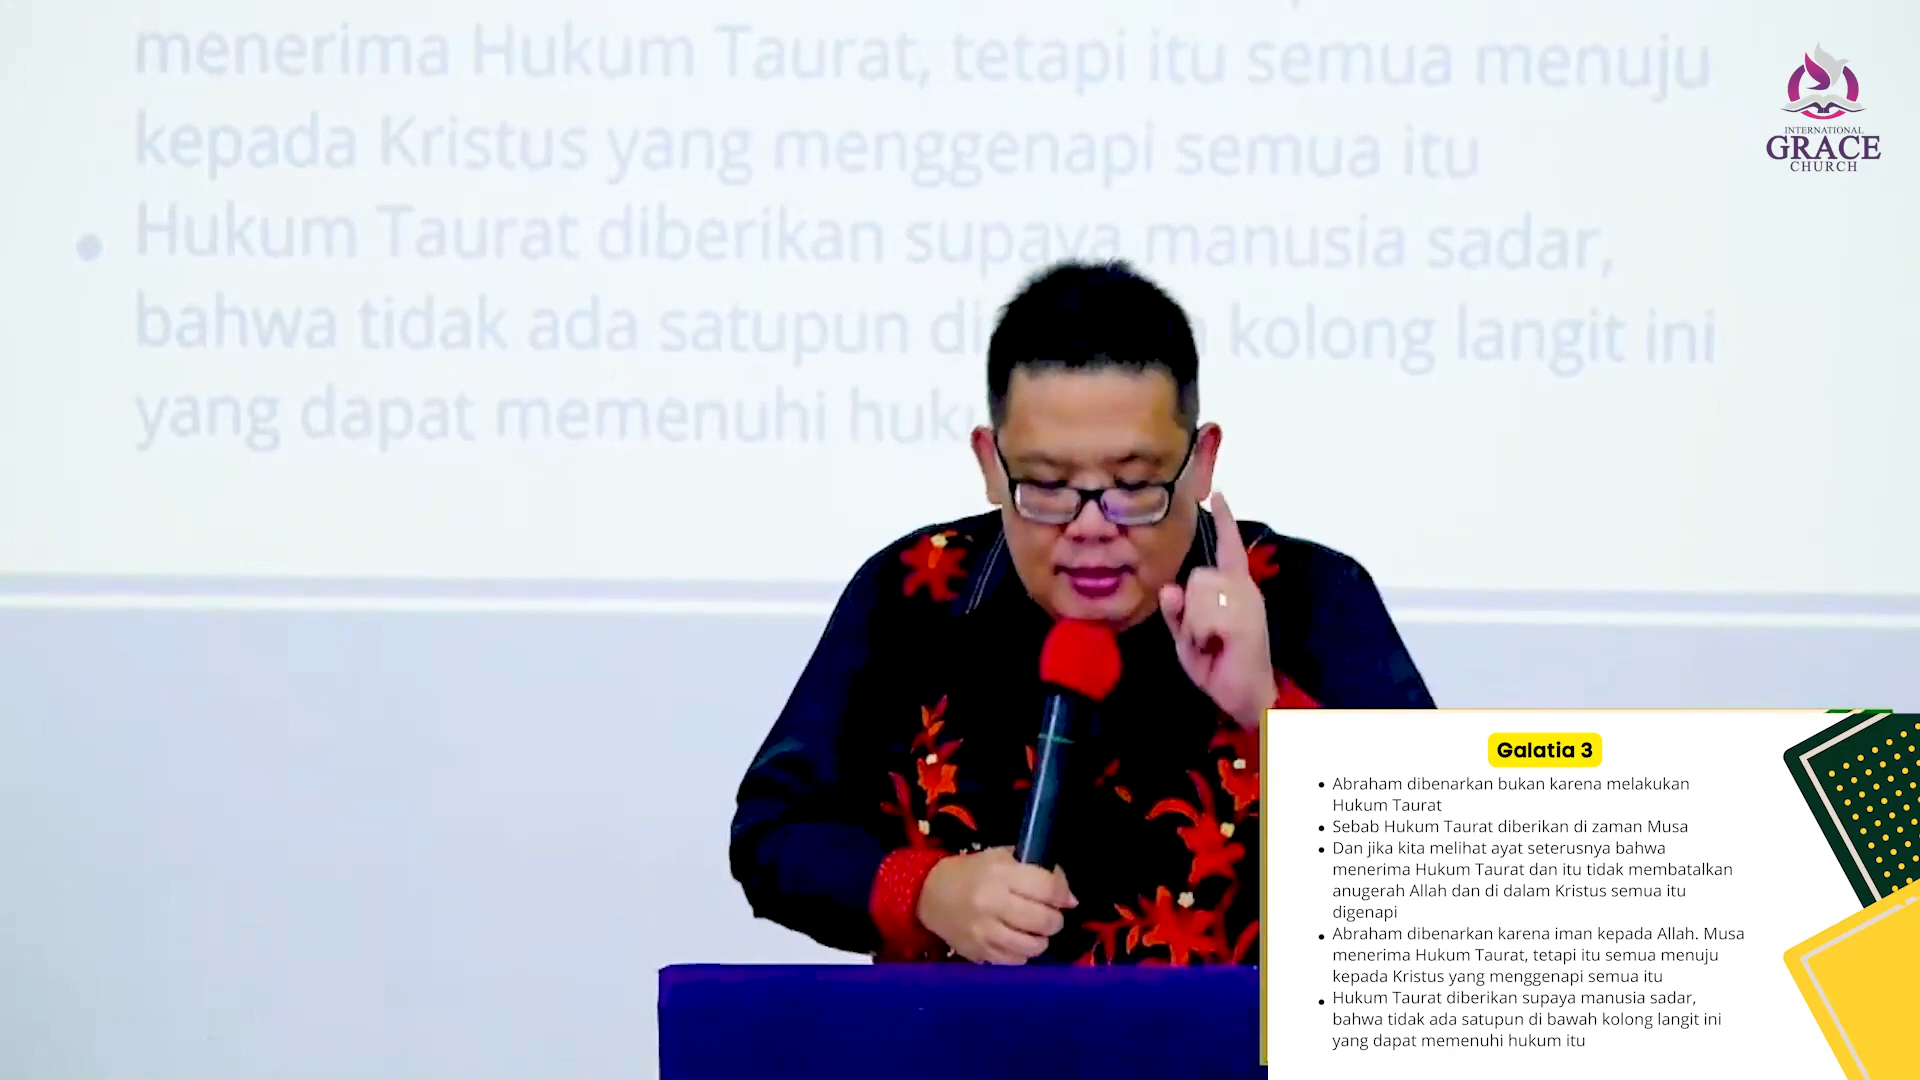 menerima Hukum Taurat, tetapi itu semua menuju
kepada Kristus yang menggenapi semua itu
Hukum Taurat diberikan supaya manusia sadar,
bahwa tidak ada satupun di kolong langit ini
yang dapat memenuhi
INTERNATIONAL
GRACE
CHURCH
Galatia 3
• Abraham dibenarkan bukan karena melakukan
Hukum Taurat
• Sebab Hukum Taurat diberikan di zaman Musa
• Dan jika kita melihat ayat seterusnya bahwa
menerima Hukum Taurat dan itu tidak membatalkan
anugerah Allah dan di dalam Kristus semua itu
digenapi
• Abraham dibenarkan karena iman kepada Allah. Musa
menerima Hukum Taurat, tetapi itu semua menuju
kepada Kristus yang menggenapi semua itu
• Hukum Taurat diberikan supaya manusia sadar,
bahwa tidak ada satupun di bawah kolong langit ini
yang dapat memenuhi hukum itu